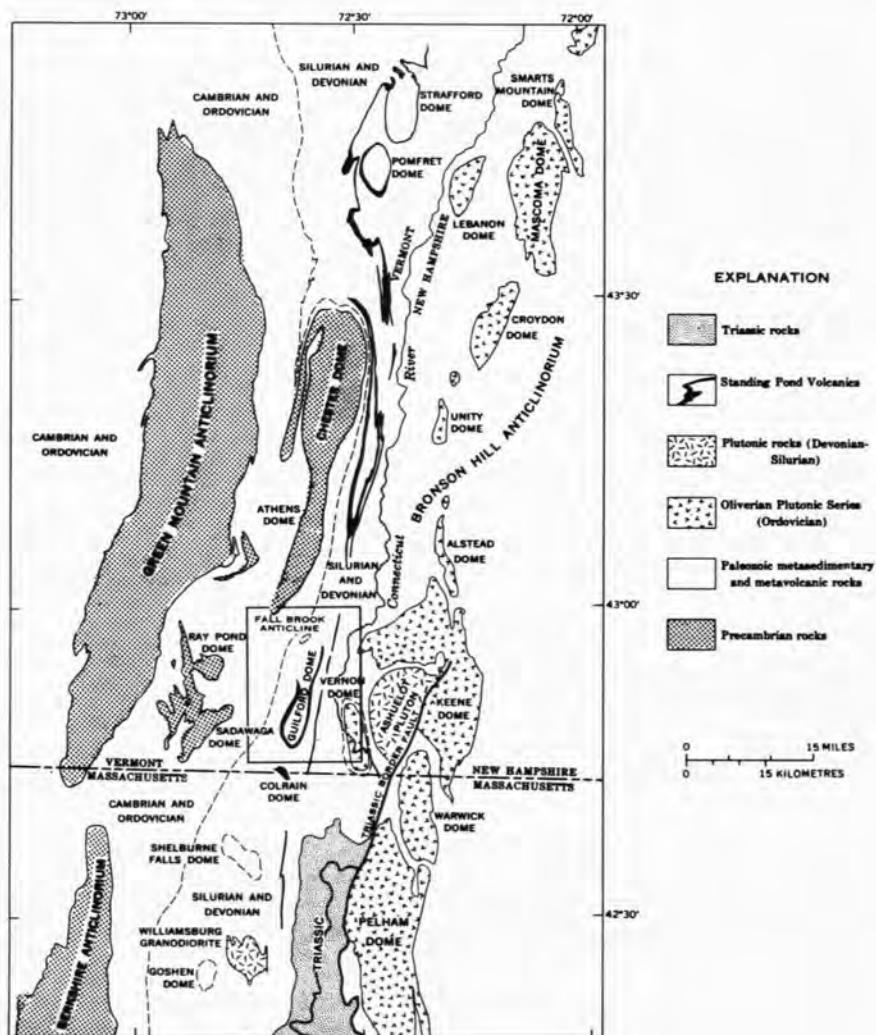 73°00'
72°30'
72°00'
SILURIAN AND
DEVONIAN
CAMBRIAN AND
ORDOVICIAN
STRAFFORD
DOME
SMARTS
MOUNTAIN
DOME
POMFRET
DOME
MASCOMA DOME
LEBANON
DOME
VERMONT
NEW HAMPSHIRE
River
43°30'
CROYDON
DOME
GREEN MOUNTAIN ANTICLINORIUM
CHESTER DOME
UNITY
DOME
BRONSON HILL ANTICLINORIUM
CAMBRIAN AND
ORDOVICIAN
ATHENS
DOME
ALSTEAD
DOME
Connecticut
SILURIAN
AND
DEVONIAN
43°00'
FALL BROOK
ANTICLINE
RAY POND
DOME
GUILFORD DOME
VERNON
DOME
ASHUELOT
PLUTON
KEENE
DOME
SADAWAGA
DOME
TRIASSIC BORDER FAULT
VERMONT
MASSACHUSETTS
NEW HAMPSHIRE
MASSACHUSETTS
COLRAIN
DOME
CAMBRIAN AND
ORDOVICIAN
WARWICK
DOME
SHELBURNE
FALLS DOME
SILURIAN
AND
DEVONIAN
42°30'
WILLIAMSBURG
GRANODIORITE
PELHAM
DOME
TRIASSIC
GOSHEN
DOME
BERKSHIRE ANTICLINORIUM
EXPLANATION
Triassic rocks
Standing Pond Volcanics
Plutonic rocks (Devonian-
Silurian)
Oliverian Plutonic Series
(Ordovician)
Paleozoic metasedimentary
and metavolcanic rocks
Precambrian rocks
0 15 MILES
0 15 KILOMETRES